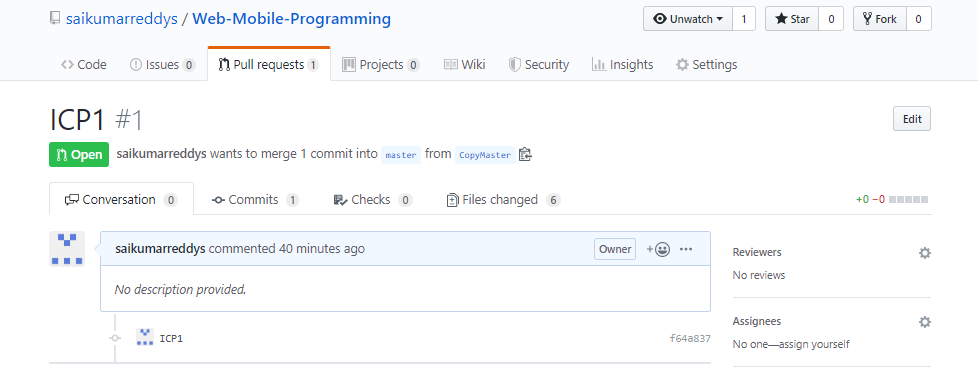 saikumarreddys / Web-Mobile-Programming
Unwatch 1 Star 0 Fork 0
Code Issues 0 Pull requests 1 Projects 0 Wiki Security Insights Settings
ICP1 #1
Edit
Open saikumarreddys wants to merge 1 commit into master from CopyMaster
Conversation 0 Commits 1 Checks 0 Files changed 6 +0 −0
saikumarreddys commented 40 minutes ago Owner
No description provided.
ICP1 f64a837
Reviewers
No reviews
Assignees
No one—assign yourself